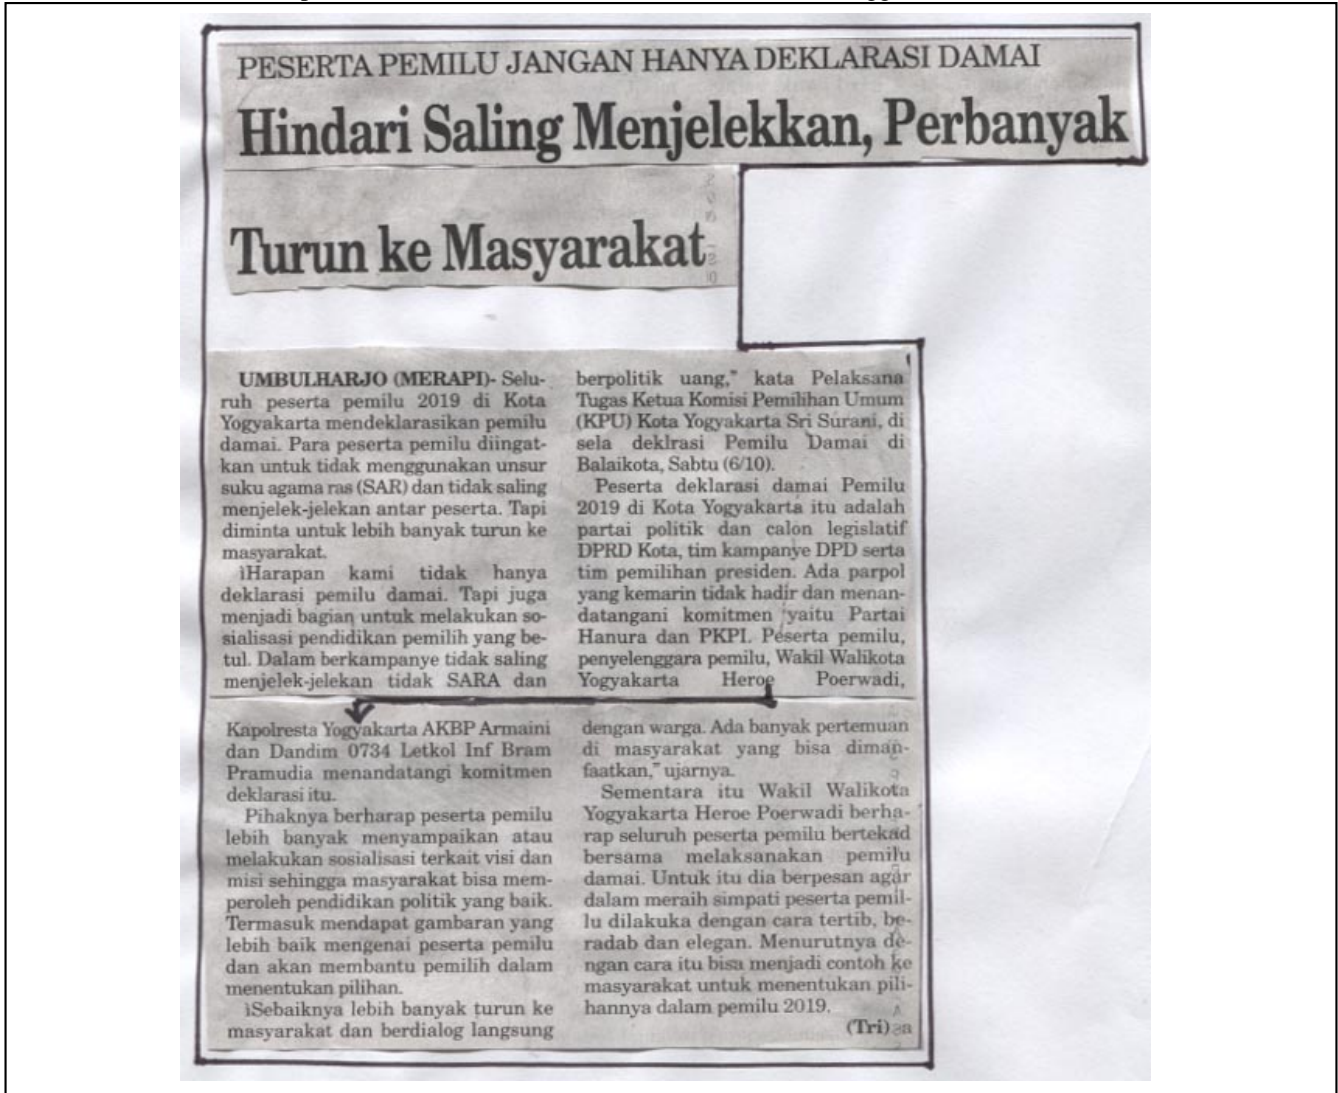 PESERTA PEMILU JANGAN HANYA DEKLARASI DAMAI
Hindari Saling Menjelekkan, Perbanyak
Turun ke Masyarakat
UMBULHARJO (MERAPI)- Selu-
ruh peserta pemilu 2019 di Kota
Yogyakarta mendeklarasikan pemilu
damai. Para peserta pemilu diingat-
kan untuk tidak menggunakan unsur
suku agama ras (SAR) dan tidak saling
menjelek-jelekan antar peserta. Tapi
diminta untuk lebih banyak turun ke
masyarakat.
ìHarapan kami tidak hanya
deklarasi pemilu damai. Tapi juga
menjadi bagian untuk melakukan so-
sialisasi pendidikan pemilih yang be-
tul. Dalam berkampanye tidak saling
menjelek-jelekan tidak SARA dan
berpolitik uang," kata Pelaksana
Tugas Ketua Komisi Pemilihan Umum
(KPU) Kota Yogyakarta Sri Surani, di
sela deklrasi Pemilu Damai di
Balaikota, Sabtu (6/10).
Peserta deklarasi damai Pemilu
2019 di Kota Yogyakarta itu adalah
partai politik dan calon legislatif
DPRD Kota, tim kampanye DPD serta
tim pemilihan presiden. Ada parpol
yang kemarin tidak hadir dan menan-
datangani komitmen yaitu Partai
Hanura dan PKPI. Peserta pemilu,
penyelenggara pemilu, Wakil Walikota
Yogyakarta Heroe Poerwadi,
Kapolresta Yogyakarta AKBP Armaini
dan Dandim 0734 Letkol Inf Bram
Pramudia menandatangi komitmen
deklarasi itu.
Pihaknya berharap peserta pemilu
lebih banyak menyampaikan atau
melakukan sosialisasi terkait visi dan
misi sehingga masyarakat bisa mem-
peroleh pendidikan politik yang baik.
Termasuk mendapat gambaran yang
lebih baik mengenai peserta pemilu
dan akan membantu pemilih dalam
menentukan pilihan.
ìSebaiknya lebih banyak turun ke
masyarakat dan berdialog langsung
dengan warga. Ada banyak pertemuan
di masyarakat yang bisa diman-
faatkan," ujarnya.
Sementara itu Wakil Walikota
Yogyakarta Heroe Poerwadi berha-
rap seluruh peserta pemilu bertekad
bersama melaksanakan pemilu
damai. Untuk itu dia berpesan agar
dalam meraih simpati peserta pemil-
lu dilakuka dengan cara tertib, be-
radab dan elegan. Menurutnya de-
ngan cara itu bisa menjadi contoh ke
masyarakat untuk menentukan pili-
hannya dalam pemilu 2019.
(Tri)